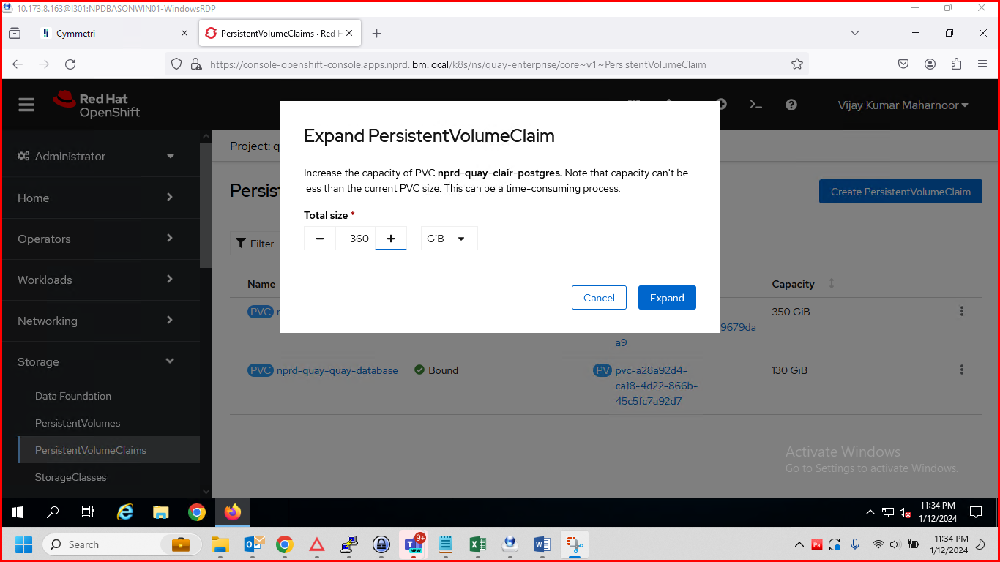 10.173.8.163@I301:NPDBASONWIN01-WindowsRDP
Cymmetri
PersistentVolumeClaims · Red H
https://console-openshift-console.apps.nprd.ibm.local/k8s/ns/quay-enterprise/core~v1~PersistentVolumeClaim
Red Hat
OpenShift
Vijay Kumar Maharnoor
Administrator
Home
Operators
Workloads
Networking
Storage
Data Foundation
PersistentVolumes
PersistentVolumeClaims
StorageClasses
Project: q
Persist
Create PersistentVolumeClaim
Filter
Expand PersistentVolumeClaim
Increase the capacity of PVC nprd-quay-clair-postgres. Note that capacity can't be
less than the current PVC size. This can be a time-consuming process.
Total size *
360 GiB
Cancel Expand
Name Capacity
PVC 350 GiB
9679da
a9
PVC nprd-quay-quay-database Bound PV pvc-a28a92d4- 130 GiB
ca18-4d22-866b-
45c5fc7a92d7
Activate Windows
Go to Settings to activate Windows.
11:34 PM
1/12/2024
Search
9+
NEW
11:34 PM
1/12/2024